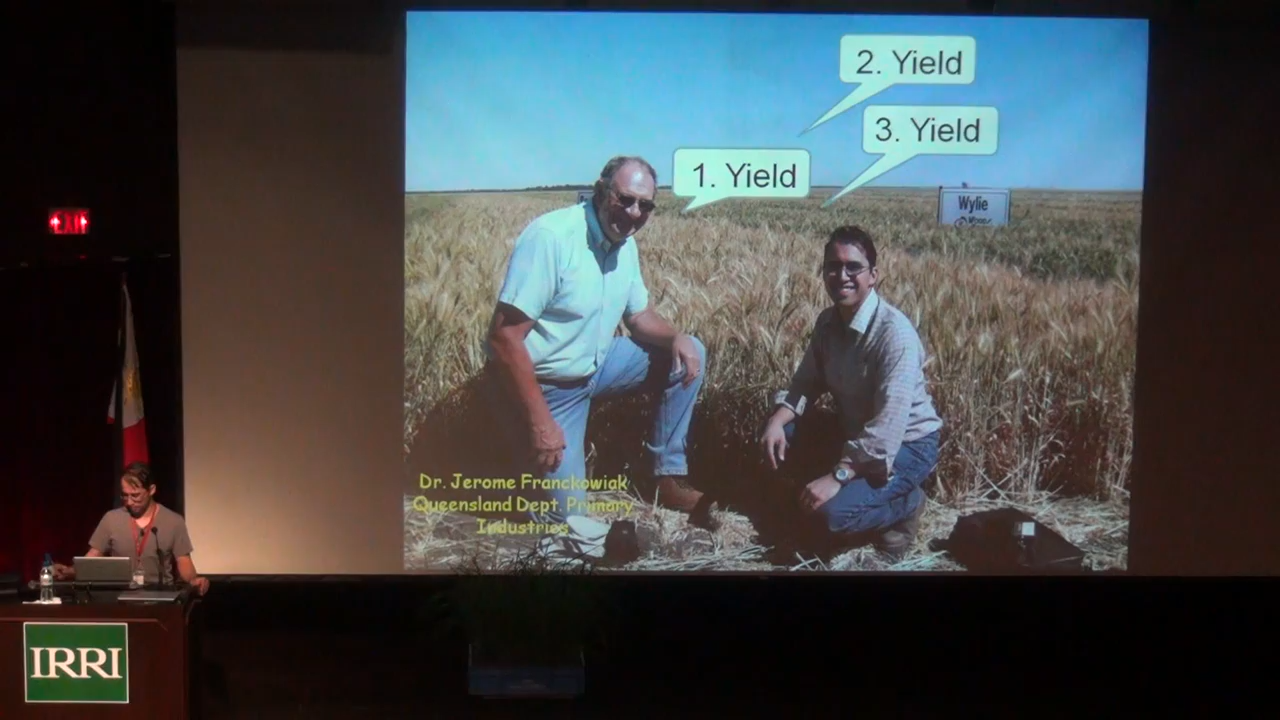 2. Yield
3. Yield
1. Yield
Wylie
EXIT
Dr. Jerome Franckowiak
Queensland Dept. Primary
Industries
IRRI